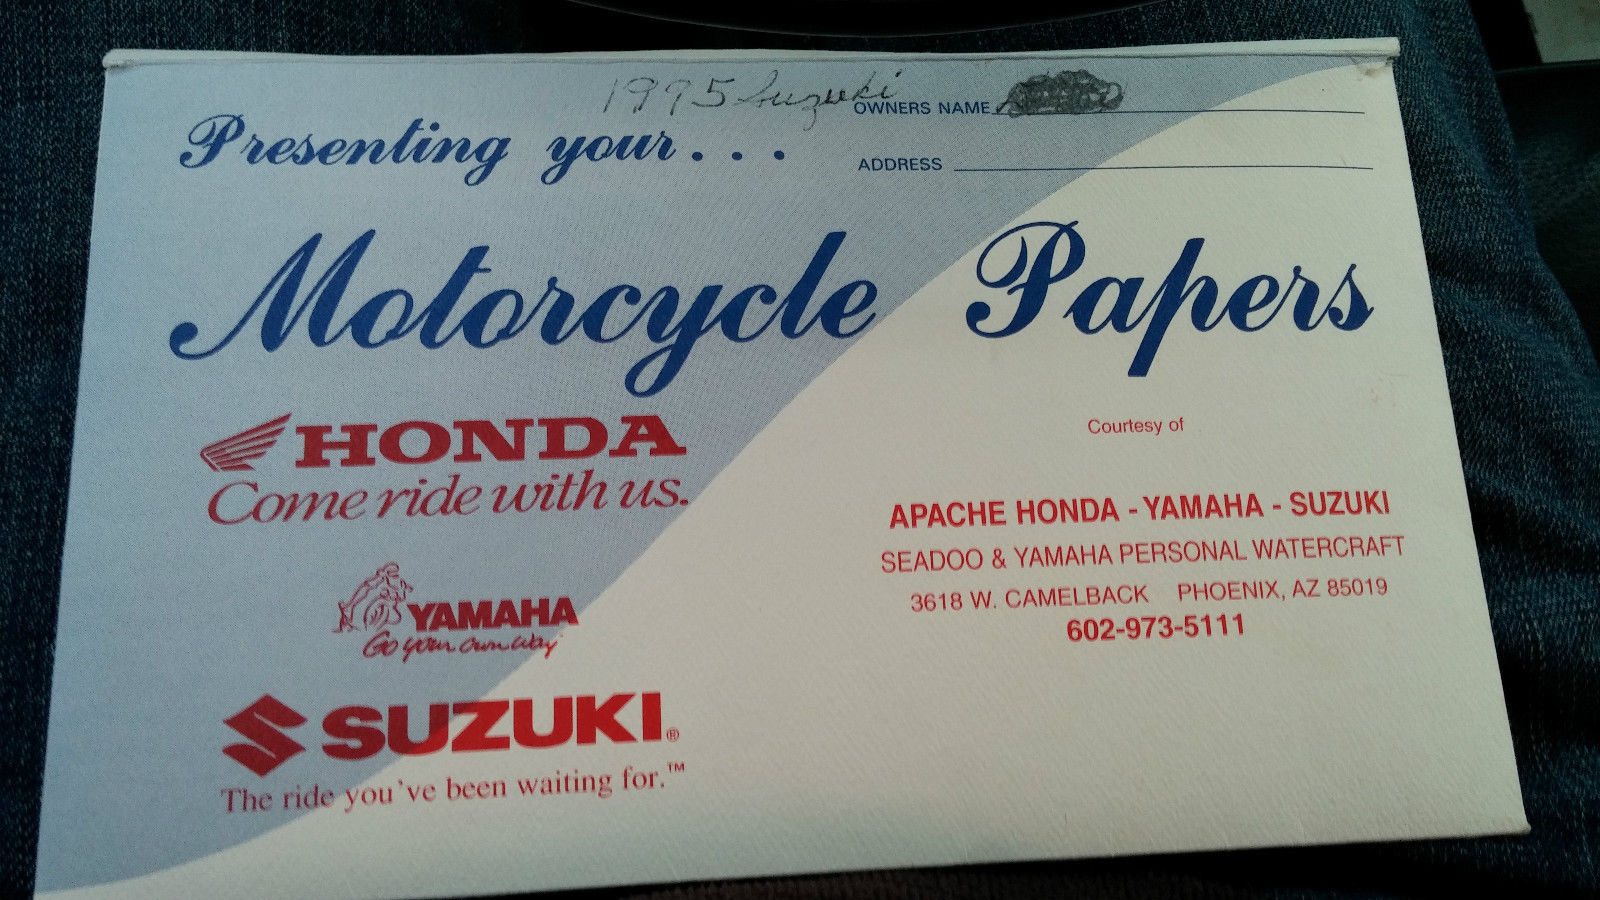 1995 Suzuki
OWNERS NAME
ADDRESS
Presenting your...
Motorcycle Papers
HONDA
Come ride with us.
YAMAHA
Go your own way
SUZUKI®
The ride you've been waiting for.™
Courtesy of
APACHE HONDA - YAMAHA - SUZUKI
SEADOO & YAMAHA PERSONAL WATERCRAFT
3618 W. CAMELBACK PHOENIX, AZ 85019
602-973-5111